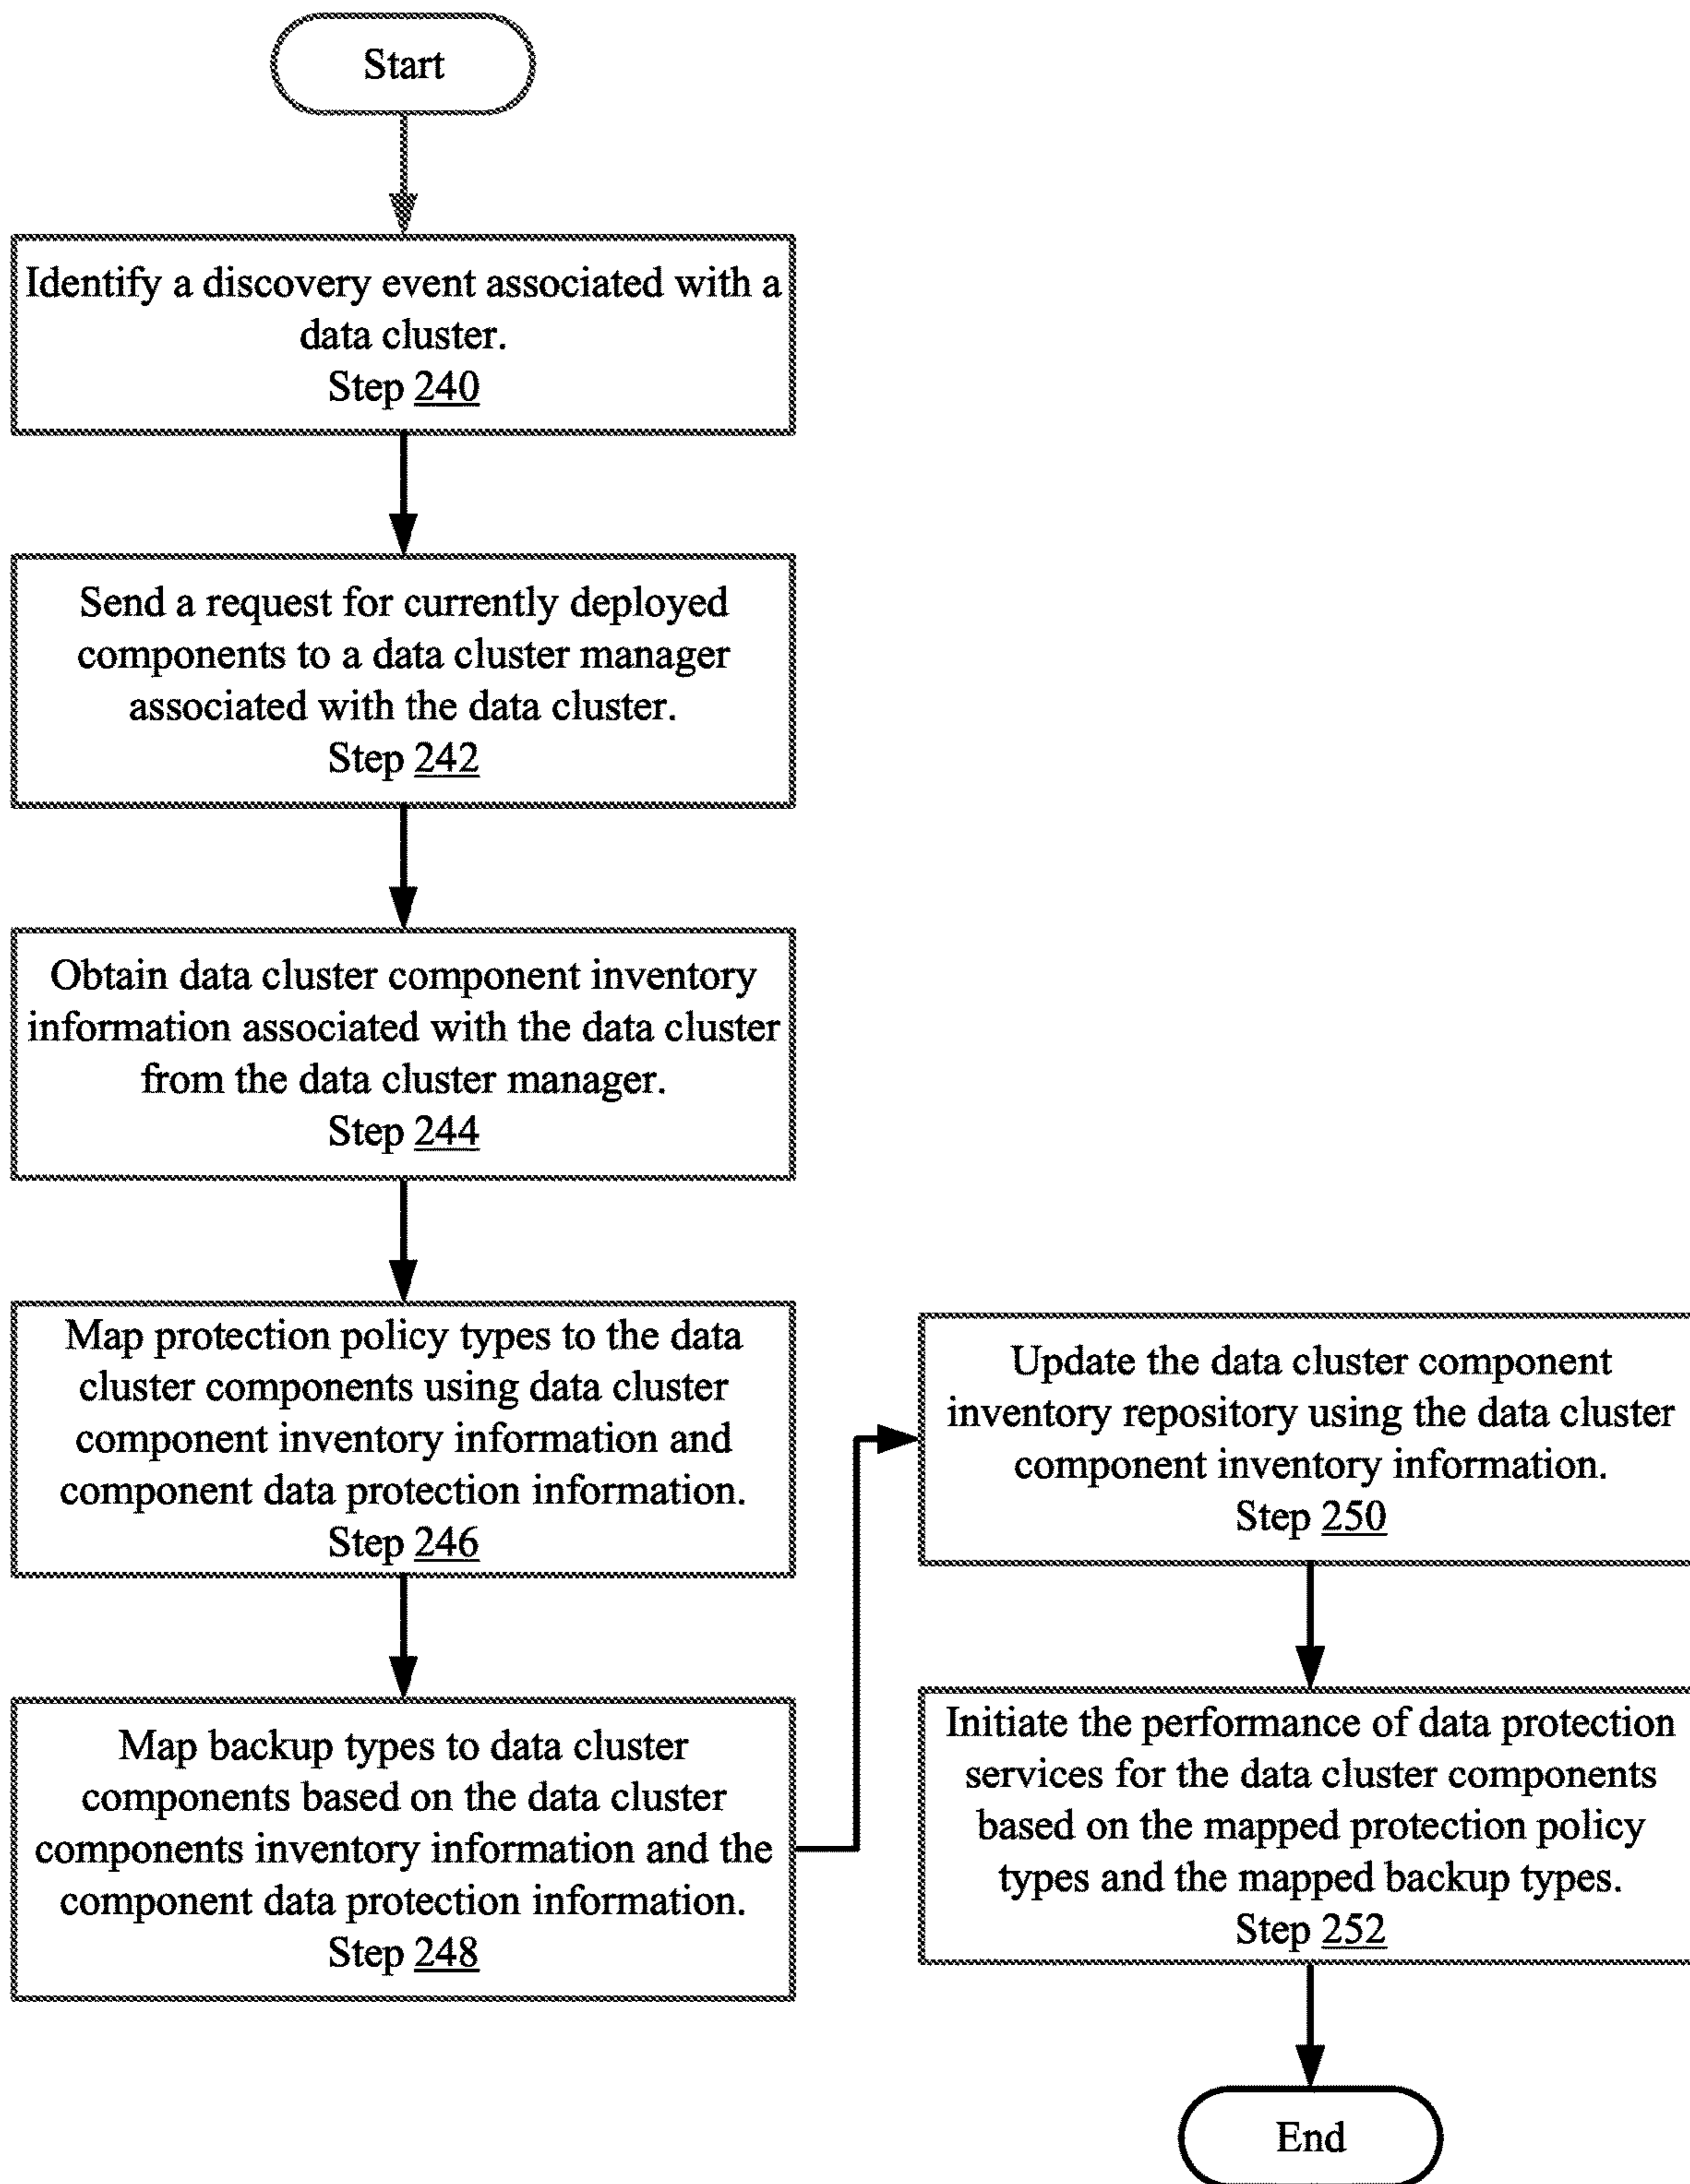 Start
Identify a discovery event associated with a
data cluster.
Step 240
Send a request for currently deployed
components to a data cluster manager
associated with the data cluster.
Step 242
Obtain data cluster component inventory
information associated with the data cluster
from the data cluster manager.
Step 244
Map protection policy types to the data
cluster components using data cluster
component inventory information and
component data protection information.
Step 246
Map backup types to data cluster
components based on the data cluster
components inventory information and the
component data protection information.
Step 248
Update the data cluster component
inventory repository using the data cluster
component inventory information.
Step 250
Initiate the performance of data protection
services for the data cluster components
based on the mapped protection policy
types and the mapped backup types.
Step 252
End